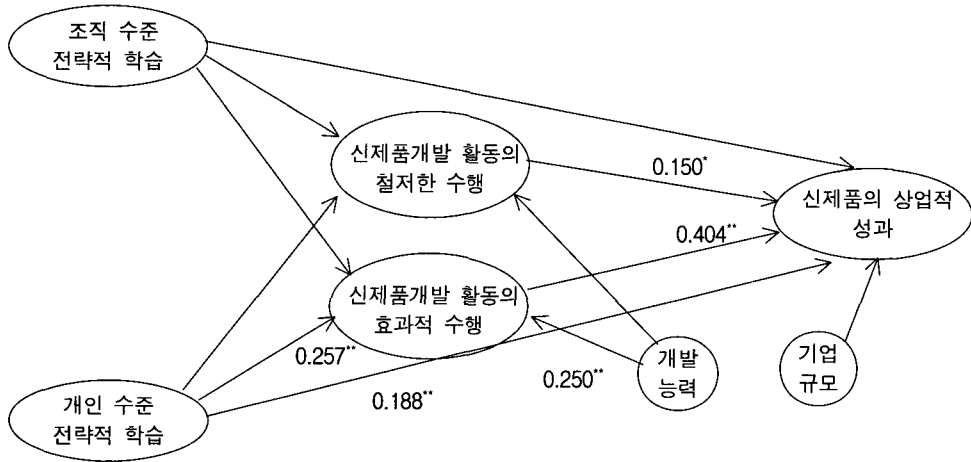 조직 수준
전략적 학습
신제품개발 활동의
철저한 수행
0.150*
신제품의 상업적
성과
0.404**
신제품개발 활동의
효과적 수행
0.257**
0.250**
개발
능력
기업
규모
0.188**
개인 수준
전략적 학습